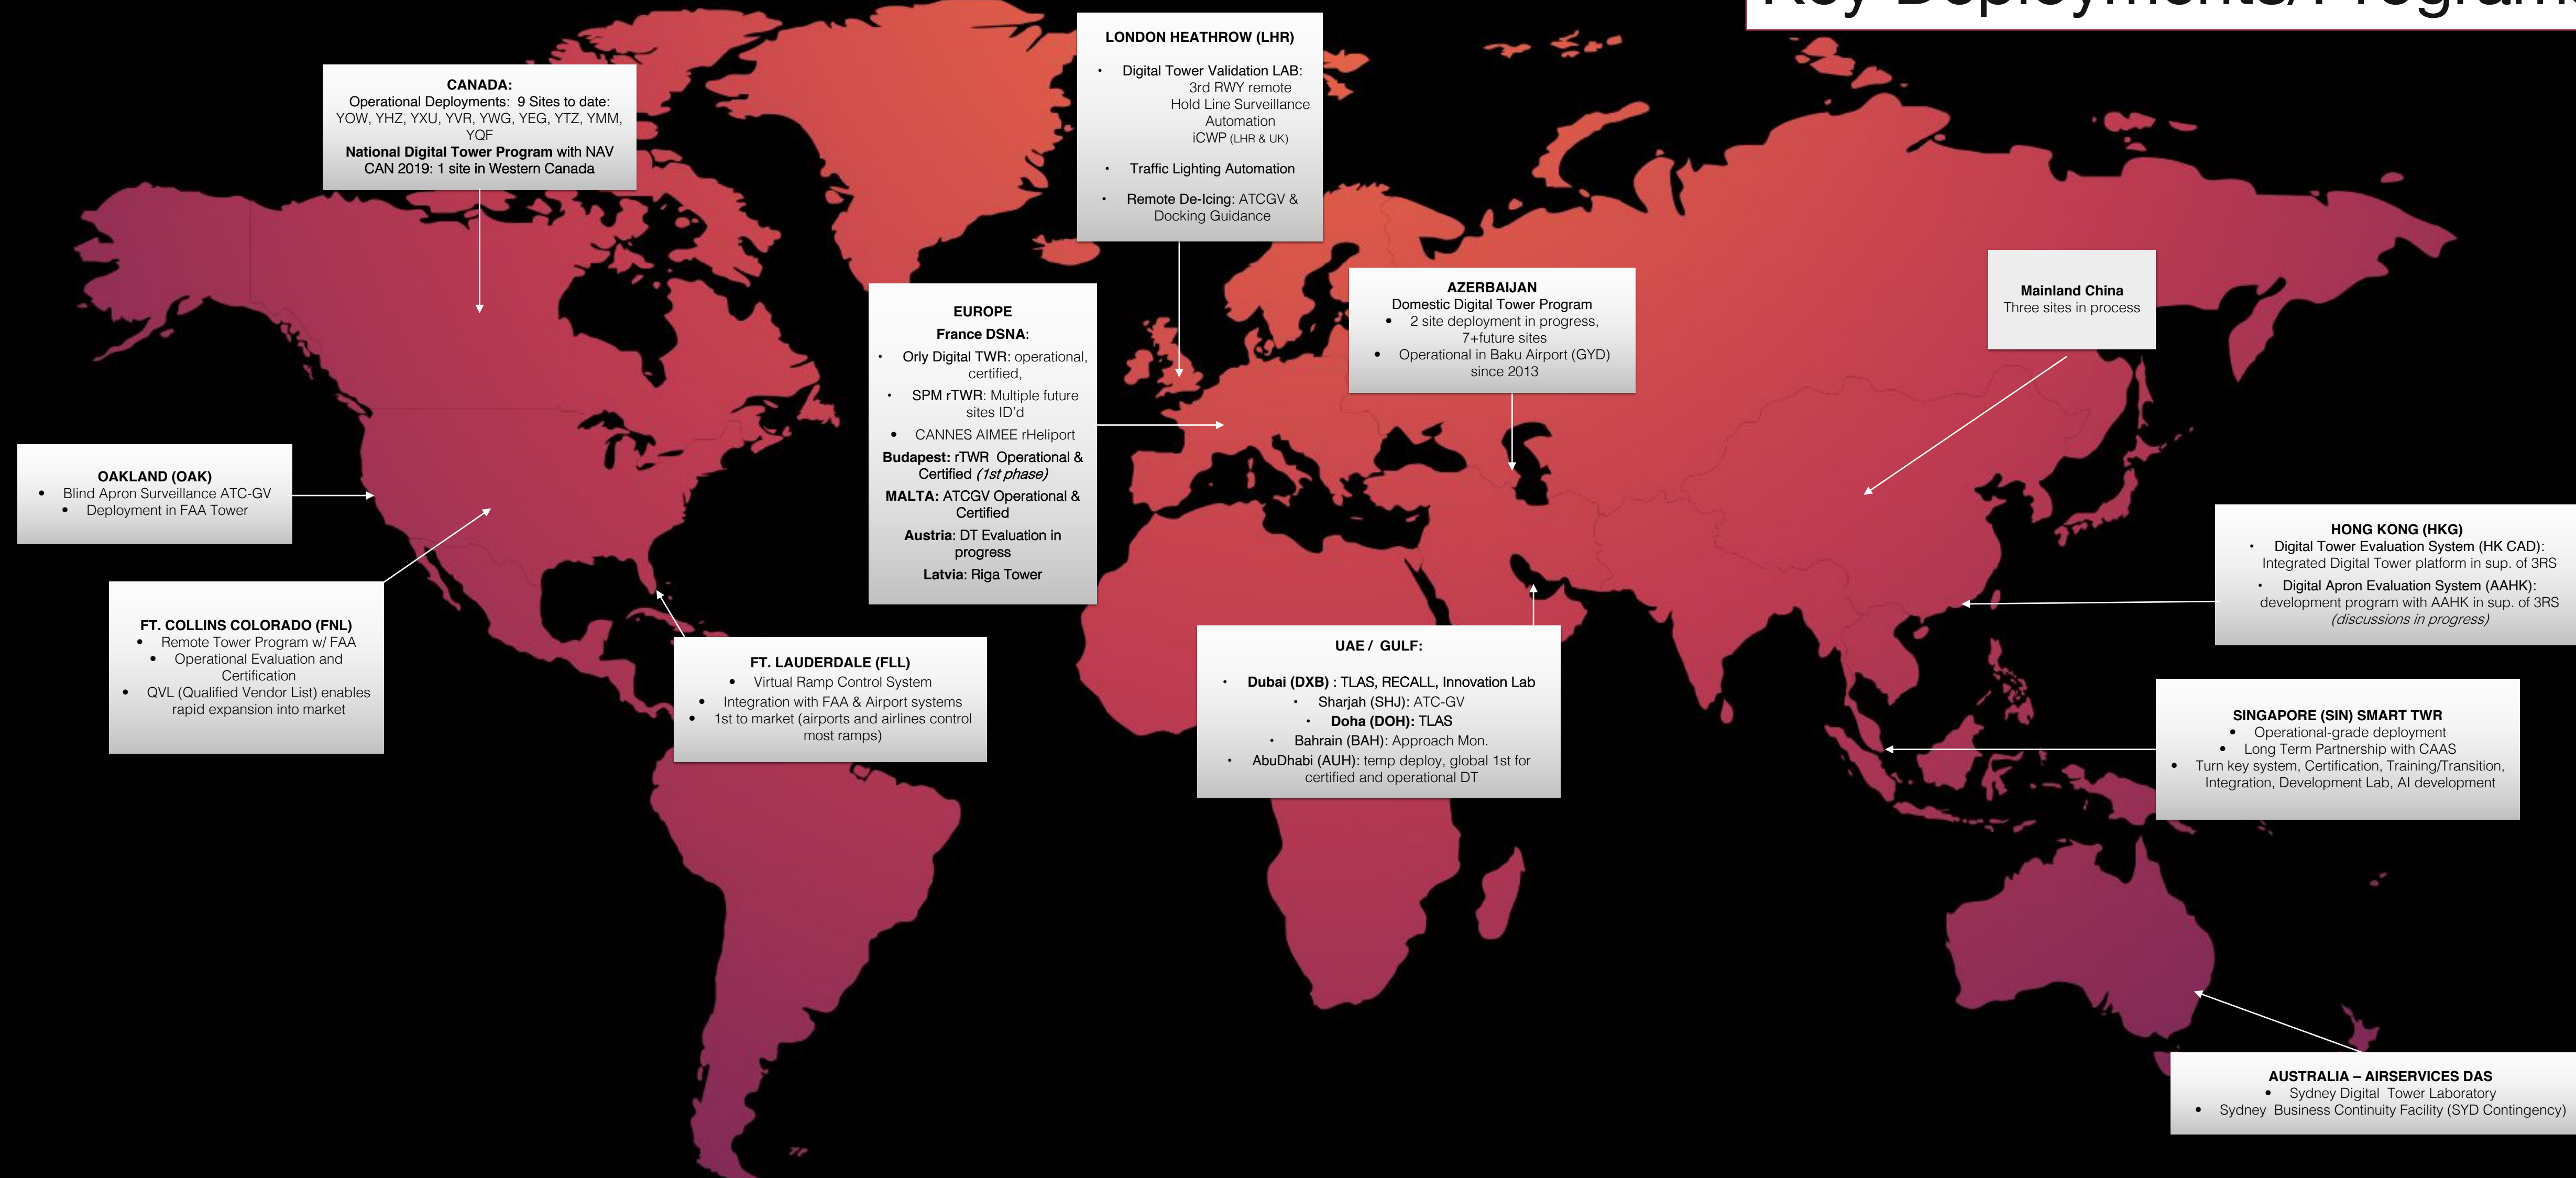 Key Deployments/Programs
CANADA:
Operational Deployments: 9 Sites to date:
YOW, YHZ, YXU, YVR, YWG, YEG, YTZ, YMM,
YQF
National Digital Tower Program with NAV
CAN 2019: 1 site in Western Canada
LONDON HEATHROW (LHR)
• Digital Tower Validation LAB:
3rd RWY remote
Hold Line Surveillance
Automation
iCWP (LHR & UK)
• Traffic Lighting Automation
• Remote De-Icing: ATCGV &
Docking Guidance
EUROPE
France DSNA:
• Orly Digital TWR: operational,
certified,
• SPM rTWR: Multiple future
sites ID’d
• CANNES AIMEE rHeliport
Budapest: rTWR Operational &
Certified (1st phase)
MALTA: ATCGV Operational &
Certified
Austria: DT Evaluation in
progress
Latvia: Riga Tower
AZERBAIJAN
Domestic Digital Tower Program
• 2 site deployment in progress,
7+future sites
• Operational in Baku Airport (GYD)
since 2013
Mainland China
Three sites in process
OAKLAND (OAK)
• Blind Apron Surveillance ATC-GV
• Deployment in FAA Tower
FT. COLLINS COLORADO (FNL)
• Remote Tower Program w/ FAA
• Operational Evaluation and
Certification
• QVL (Qualified Vendor List) enables
rapid expansion into market
FT. LAUDERDALE (FLL)
• Virtual Ramp Control System
• Integration with FAA & Airport systems
• 1st to market (airports and airlines control
most ramps)
UAE / GULF:
• Dubai (DXB) : TLAS, RECALL, Innovation Lab
• Sharjah (SHJ): ATC-GV
• Doha (DOH): TLAS
• Bahrain (BAH): Approach Mon.
• AbuDhabi (AUH): temp deploy, global 1st for
certified and operational DT
HONG KONG (HKG)
• Digital Tower Evaluation System (HK CAD):
Integrated Digital Tower platform in sup. of 3RS
• Digital Apron Evaluation System (AAHK):
development program with AAHK in sup. of 3RS
(discussions in progress)
SINGAPORE (SIN) SMART TWR
• Operational-grade deployment
• Long Term Partnership with CAAS
• Turn key system, Certification, Training/Transition,
Integration, Development Lab, AI development
AUSTRALIA – AIRSERVICES DAS
• Sydney Digital Tower Laboratory
• Sydney Business Continuity Facility (SYD Contingency)